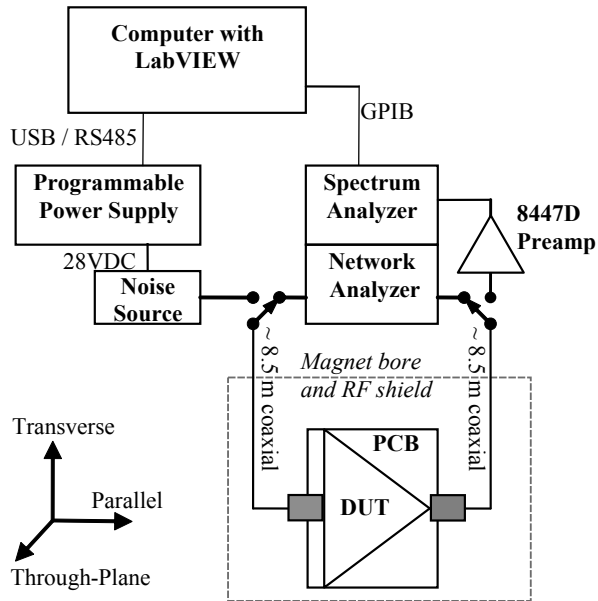 Computer with
LabVIEW
USB / RS485
GPIB
Programmable
Power Supply
Spectrum
Analyzer
8447D
Preamp
28VDC
Noise
Source
Network
Analyzer
~ 8.5 m coaxial
~ 8.5 m coaxial
Magnet bore
and RF shield
PCB
DUT
Transverse
Parallel
Through-Plane